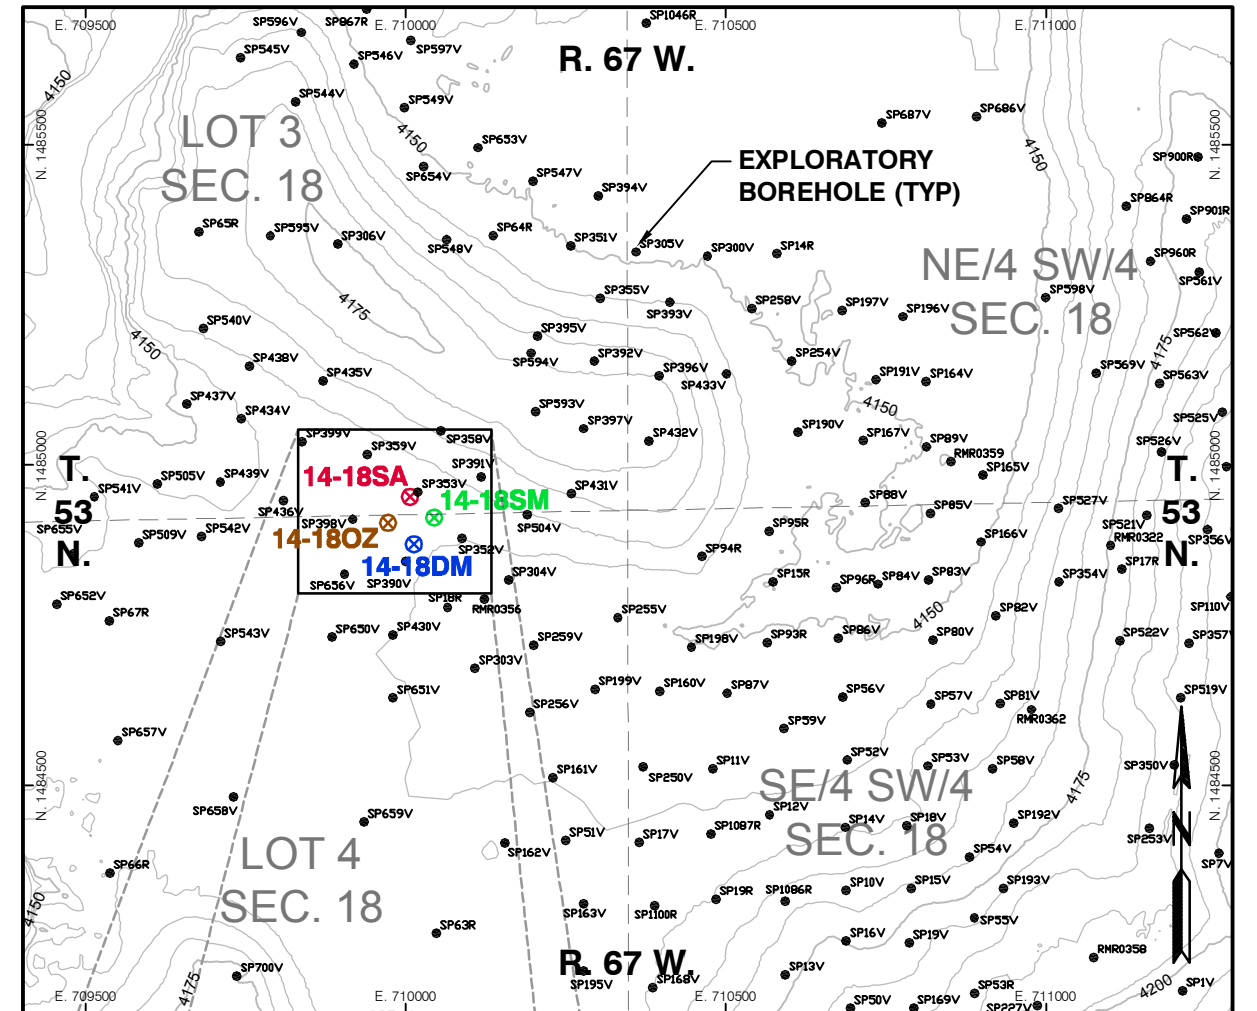 E. 709500
E. 710000
E. 710500
E. 711000
SP596V
SP867R
SP1046R
SP545V
SP546V
SP597V
R. 67 W.
4150
SP544V
SP549V
SP687V
SP686V
N. 1485500
LOT 3
SEC. 18
4150
SP653V
EXPLORATORY
BOREHOLE (TYP)
4150
SP900R
N. 1485500
SP654V
SP547V
SP394V
SP864R
SP901R
SP65R
SP595V
SP306V
SP548V
SP64R
SP351V
SP305V
SP300V
SP14R
NE/4 SW/4
SEC. 18
SP960R
SP561V
SP598V
4175
SP355V
SP393V
SP258V
SP197V
SP196V
SP540V
4150
SP395V
SP594V
SP392V
SP254V
SP562V
4175
SP438V
SP435V
SP396V
SP433V
SP191V
SP164V
SP569V
SP563V
SP437V
SP434V
SP593V
SP397V
4150
SP525V
SP399V
SP359V
SP358V
SP432V
SP190V
SP167V
SP89V
SP526V
RMR0359
N. 1485000
T.
53
N.
SP541V
SP505V
SP439V
14-18SA
SP391V
SP353V
14-18SM
SP431V
SP165V
T.
53
N.
N. 1485000
SP436V
SP398V
SP504V
SP88V
SP85V
SP527V
SP521V
SP655V
SP509V
SP542V
14-18OZ
SP352V
SP95R
SP166V
RMR0322
SP356V
14-18DM
SP94R
SP17R
SP656V
SP390V
SP304V
SP15R
SP96R
SP84V
SP83V
SP354V
SP652V
SP67R
SP18R
RMR0356
SP255V
4150
SP82V
SP110V
SP543V
SP650V
SP430V
SP259V
SP198V
SP93R
SP86V
SP80V
SP522V
SP357V
SP303V
SP651V
SP199V
SP160V
SP87V
SP56V
SP57V
SP81V
SP519V
SP256V
RMR0362
SP657V
SP59V
SP161V
SP250V
SP11V
SP52V
SP53V
SP58V
SP350V
N. 1484500
SE/4 SW/4
SEC. 18
4175
N. 1484500
SP658V
SP659V
SP12V
SP14V
SP18V
SP192V
N
SP253V
SP51V
SP17V
SP1087R
SP162V
SP54V
SP7V
SP66R
LOT 4
SEC. 18
SP19R
SP1086R
SP10V
SP15V
SP193V
4150
SP163V
SP1100R
SP55V
SP63R
SP16V
SP19V
RMR0358
R. 67 W.
SP700V
SP195V
SP168V
SP13V
4175
4200
SP1V
SP53R
SP50V
SP169V
SP227V
E. 709500
E. 710000
E. 710500
E. 711000